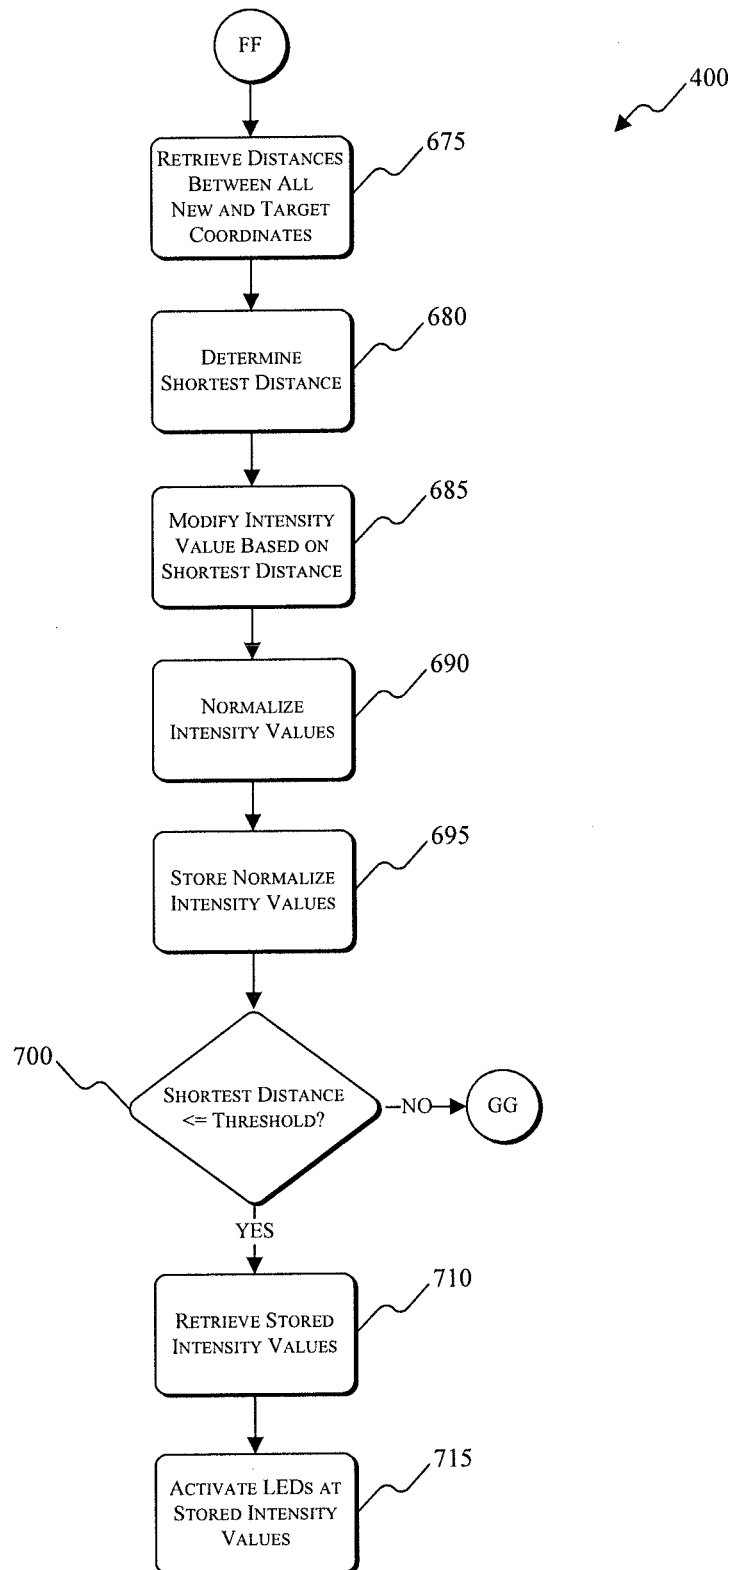 FF
400
675
RETRIEVE DISTANCES
BETWEEN ALL
NEW AND TARGET
COORDINATES
680
DETERMINE
SHORTEST DISTANCE
685
MODIFY INTENSITY
VALUE BASED ON
SHORTEST DISTANCE
690
NORMALIZE
INTENSITY VALUES
695
STORE NORMALIZE
INTENSITY VALUES
700
SHORTEST DISTANCE
<= THRESHOLD?
NO
GG
YES
710
RETRIEVE STORED
INTENSITY VALUES
715
ACTIVATE LEDS AT
STORED INTENSITY
VALUES